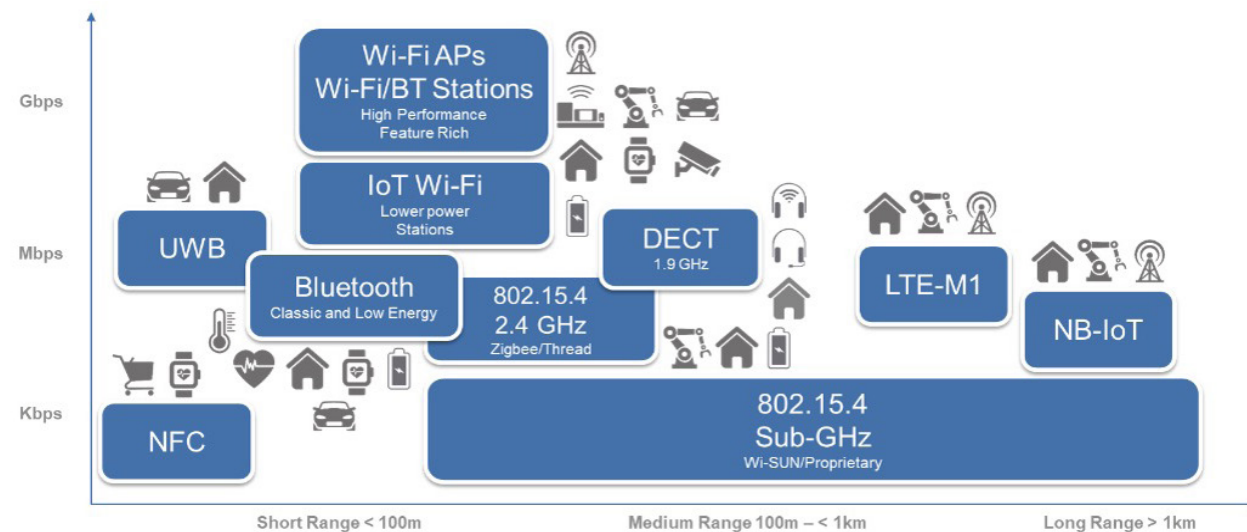 Gbps
Mbps
Kbps
Wi-Fi APs
Wi-Fi/BT Stations
High Performance
Feature Rich
IoT Wi-Fi
Lower power
Stations
UWB
Bluetooth
Classic and Low Energy
802.15.4
2.4 GHz
Zigbee/Thread
DECT
1.9 GHz
LTE-M1
NB-IoT
NFC
802.15.4
Sub-GHz
Wi-SUN/Proprietary
Short Range < 100m
Medium Range 100m – < 1km
Long Range > 1km